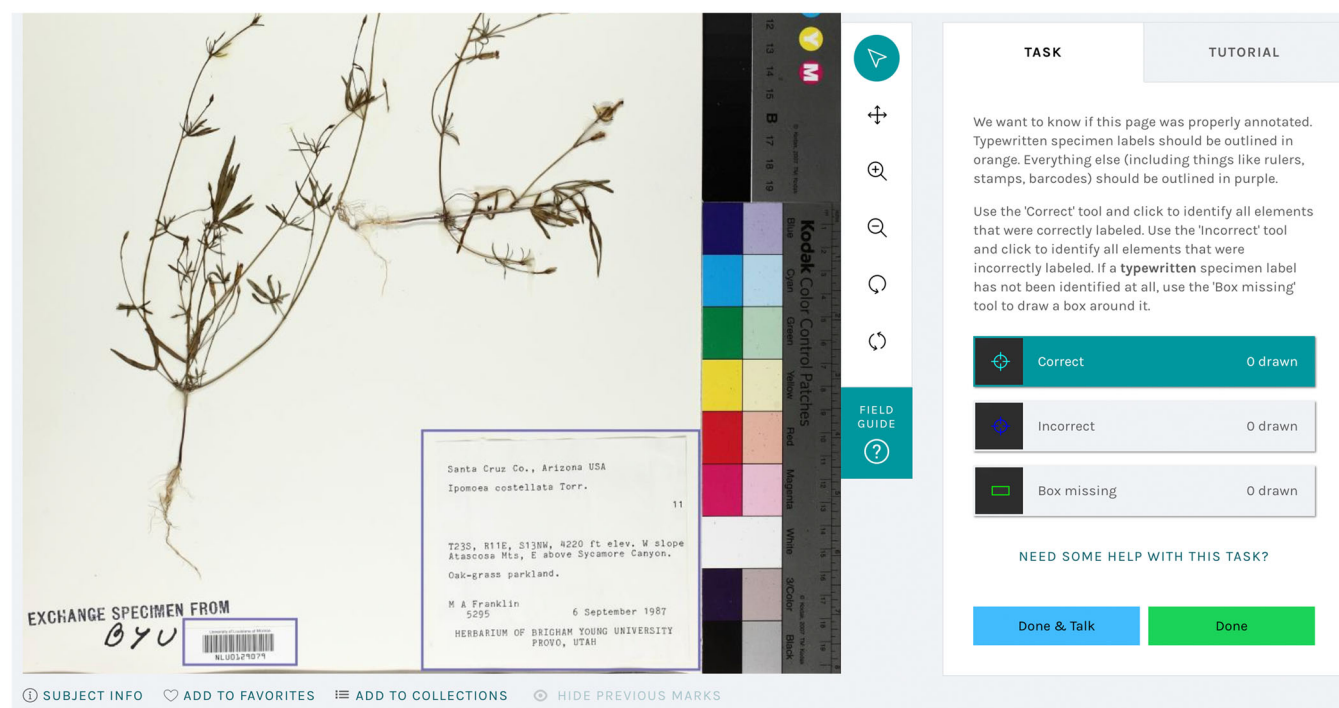 12 13 14 15 B 17 18 19
Y
M
Kodak Color Control Patches
Blue Cyan Green Yellow Red Magenta White 3/Color Black
Santa Cruz Co., Arizona USA
Ipomoea costellata Torr.
11
T23S, R11E, S13NW, 4220 ft elev. W slope
Atascosa Mts, E above Sycamore Canyon.
Oak-grass parkland.
M A Franklin
5295 6 September 1987
HERBARIUM OF BRIGHAM YOUNG UNIVERSITY
PROVO, UTAH
EXCHANGE SPECIMEN FROM
BYU
NLU0129079
FIELD
GUIDE
?
SUBJECT INFO
ADD TO FAVORITES
ADD TO COLLECTIONS
HIDE PREVIOUS MARKS
TASK
TUTORIAL
We want to know if this page was properly annotated.
Typewritten specimen labels should be outlined in
orange. Everything else (including things like rulers,
stamps, barcodes) should be outlined in purple.
Use the 'Correct' tool and click to identify all elements
that were correctly labeled. Use the 'Incorrect' tool
and click to identify all elements that were
incorrectly labeled. If a typewritten specimen label
has not been identified at all, use the 'Box missing'
tool to draw a box around it.
Correct 0 drawn
Incorrect 0 drawn
Box missing 0 drawn
NEED SOME HELP WITH THIS TASK?
Done & Talk
Done